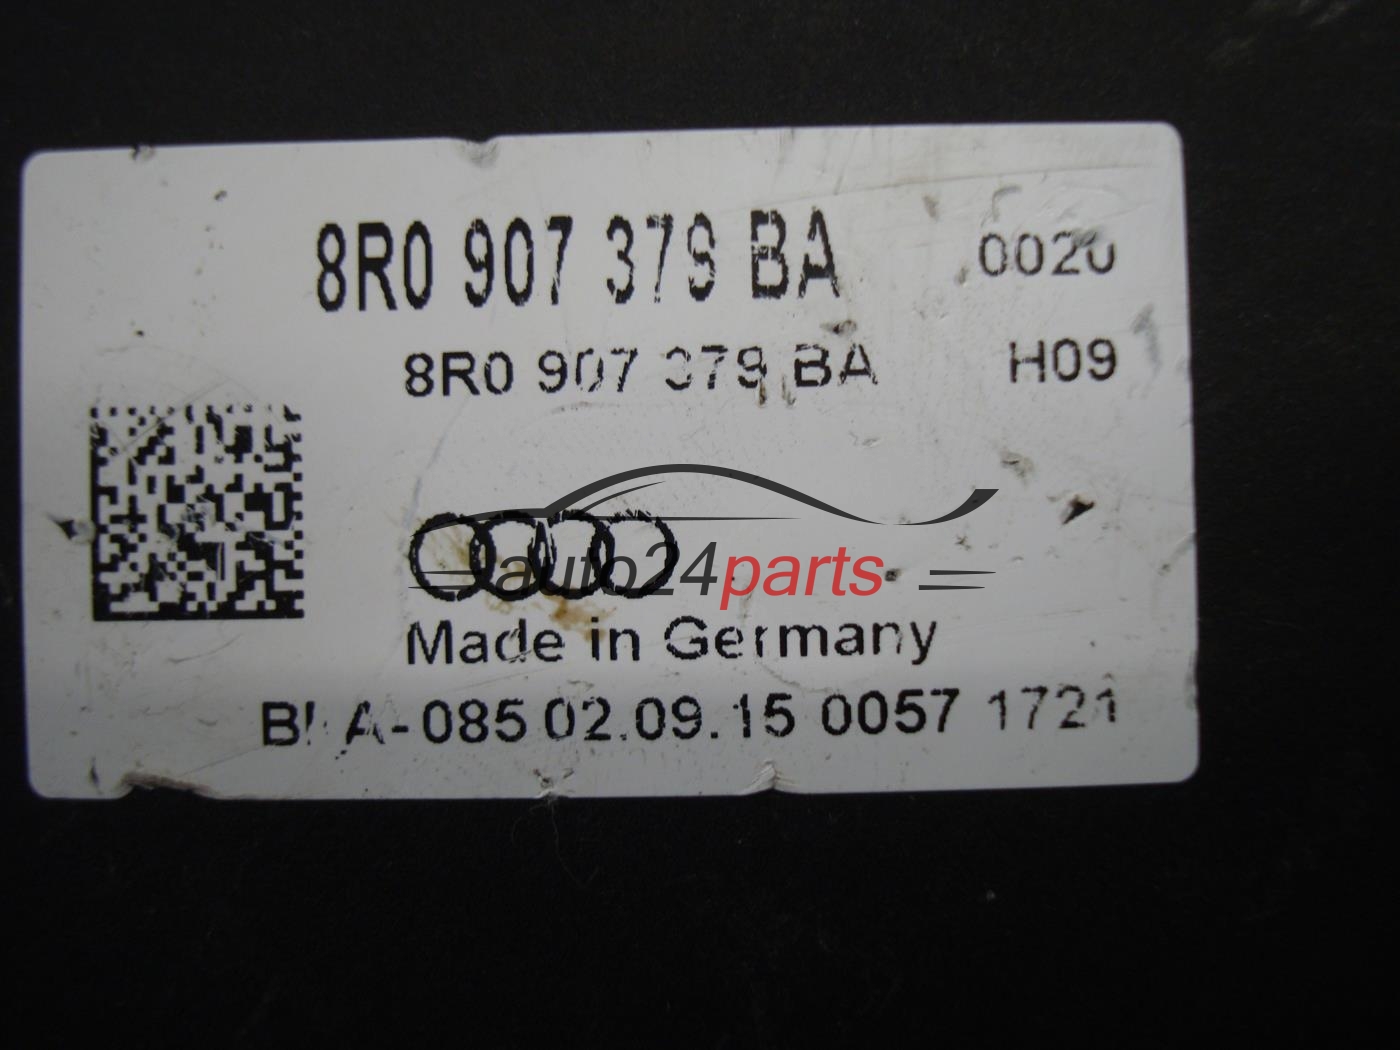 8R0 907 379 BA 0020
8R0 907 379 BA H09
auto24parts
Made in Germany
A-085 02.09.15 0057 1721